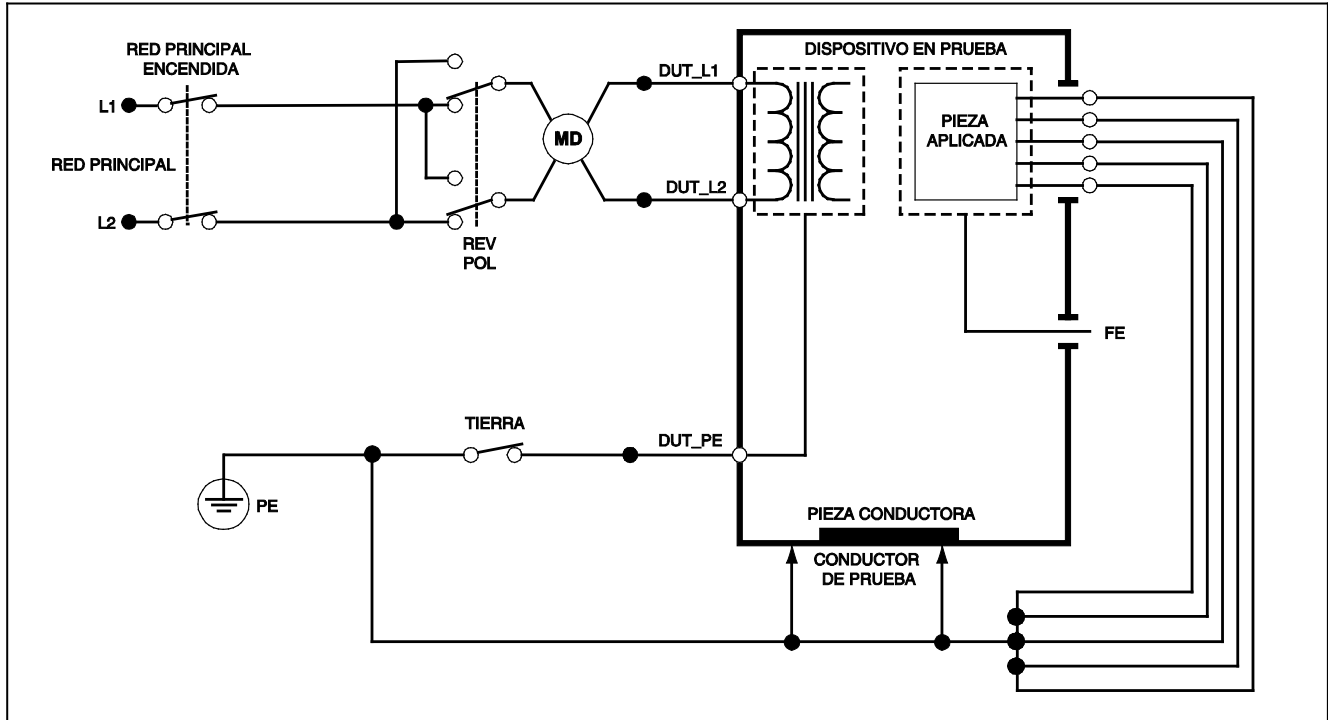 RED PRINCIPAL
ENCENDIDA
L1
RED PRINCIPAL
L2
REV
POL
MD
DUT_L1
DUT_L2
DISPOSITIVO EN PRUEBA
PIEZA
APLICADA
FE
TIERRA
DUT_PE
PE
PIEZA CONDUCTORA
CONDUCTOR
DE PRUEBA